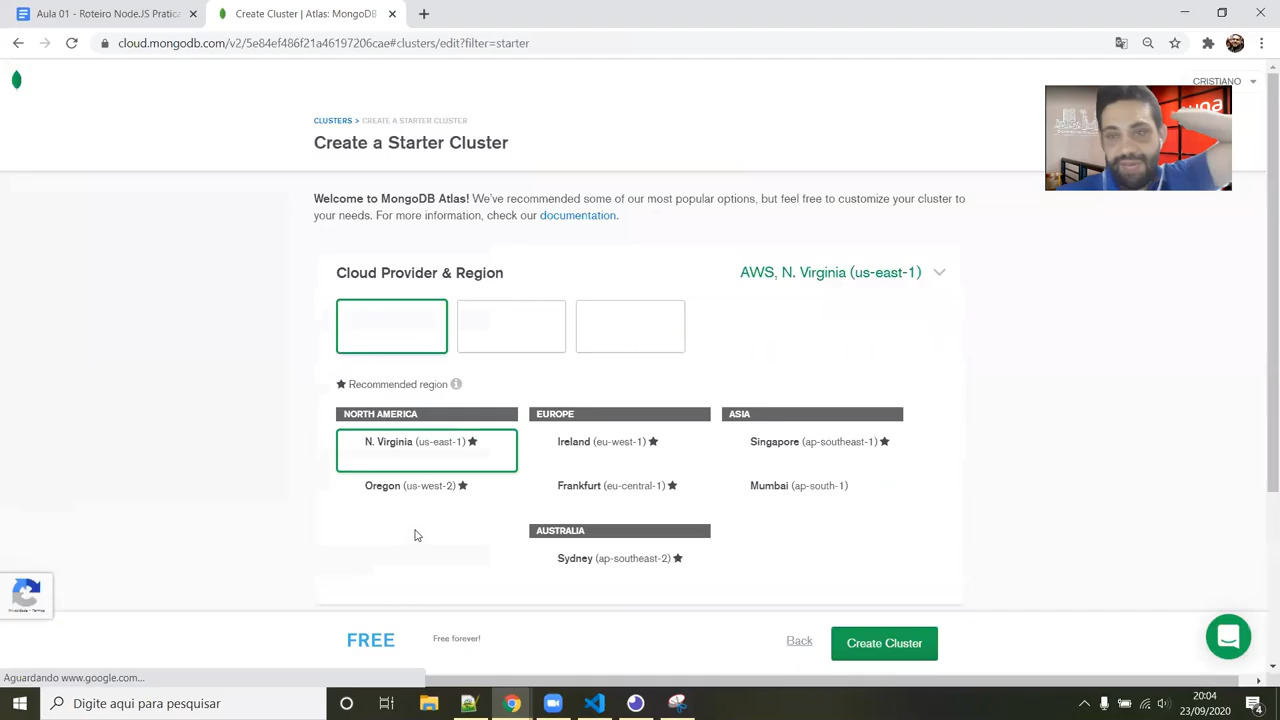 Aula 01 - Roteiro NodeJS Pratica
Create Cluster | Atlas: MongoDB
cloud.mongodb.com/v2/5e84ef486f21a46197206cae#clusters/edit?filter=starter
CRISTIANO
CLUSTERS > CREATE A STARTER CLUSTER
Create a Starter Cluster
Welcome to MongoDB Atlas! We've recommended some of our most popular options, but feel free to customize your cluster to
your needs. For more information, check our documentation.
Cloud Provider & Region
AWS, N. Virginia (us-east-1)
Recommended region
NORTH AMERICA
EUROPE
ASIA
N. Virginia (us-east-1)
Ireland (eu-west-1)
Singapore (ap-southeast-1)
Oregon (us-west-2)
Frankfurt (eu-central-1)
Mumbai (ap-south-1)
AUSTRALIA
Sydney (ap-southeast-2)
FREE
Free forever!
Back
Create Cluster
Aguardando www.google.com...
Digite aqui para pesquisar
20:04
23/09/2020
4